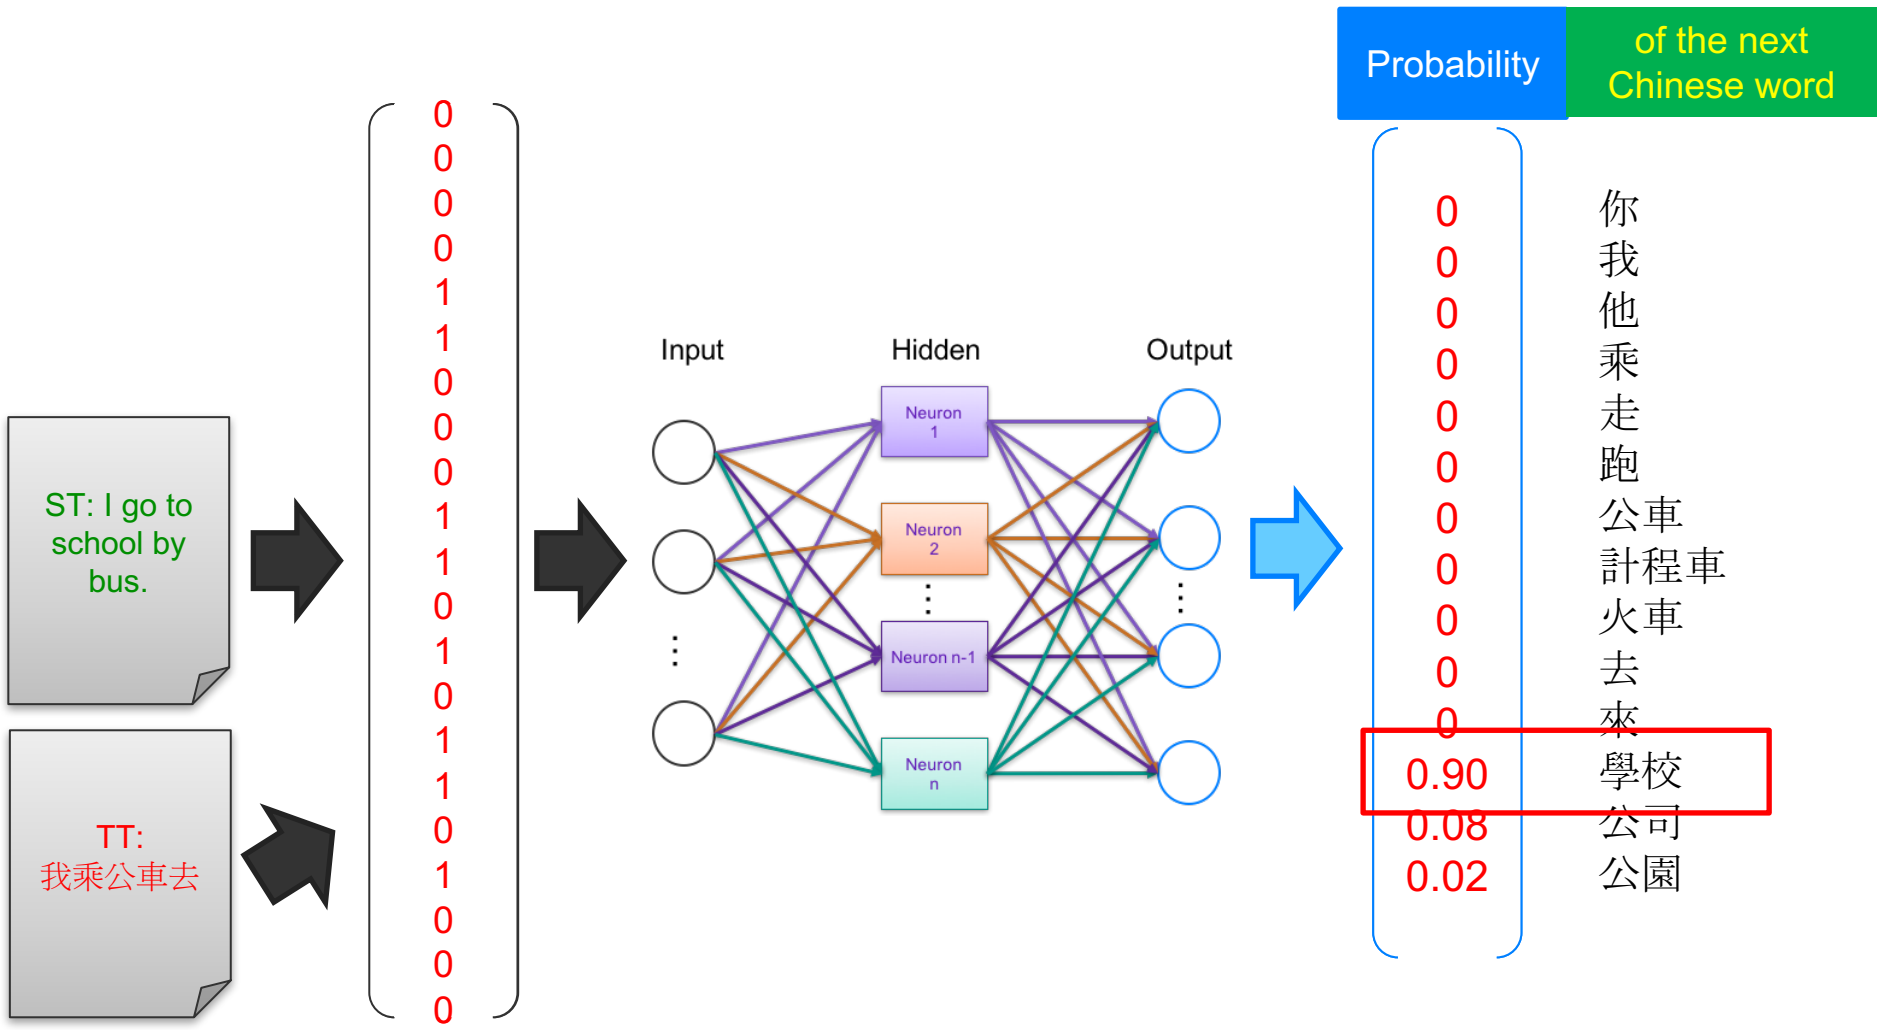 Probability
of the next
Chinese word
ST: I go to
school by
bus.
TT:
我乘公車去
0
0
0
0
1
1
0
0
0
1
1
0
1
0
1
1
0
1
0
0
0
Input
Hidden
Output
Neuron
1
Neuron
2
⋮
Neuron n-1
Neuron
n
⋮
⋮
0 你
0 我
0 他
0 乘
0 走
0 跑
0 公車
0 計程車
0 火車
0 去
0 來
0.90 學校
0.08 公司
0.02 公園